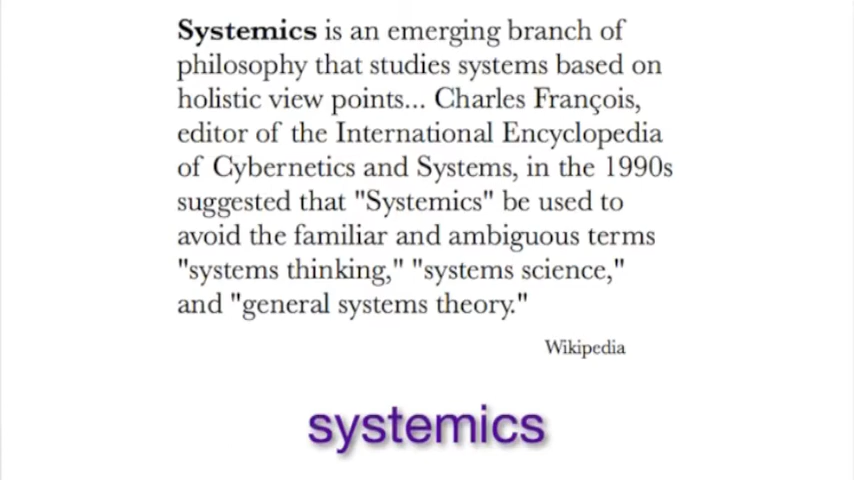 Systemics is an emerging branch of
philosophy that studies systems based on
holistic view points... Charles François,
editor of the International Encyclopedia
of Cybernetics and Systems, in the 1990s
suggested that "Systemics" be used to
avoid the familiar and ambiguous terms
"systems thinking," "systems science,"
and "general systems theory."
Wikipedia
systemics